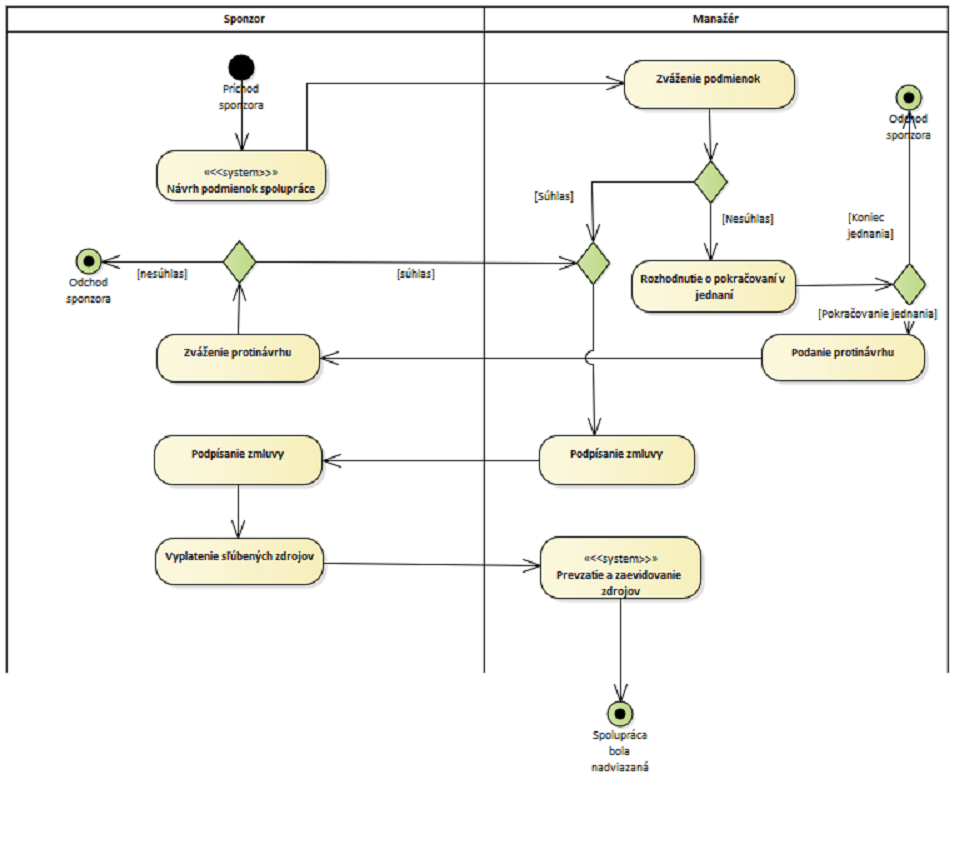 Sponzor
Manažér
Príchod
sponzora
Zváženie podmienok
Odchod
sponzora
«<<system>>»
Návrh podmienok spolupráce
[Súhlas]
[Nesúhlas]
[Koniec
jednania]
[nesúhlas]
[súhlas]
Odchod
sponzora
Rozhodnutie o pokračovaní v
jednaní
[Pokračovanie jednania]
Zváženie protinávrhu
Podanie protinávrhu
Podpísanie zmluvy
Podpísanie zmluvy
Vyplatenie sľúbených zdrojov
«<<system>>»
Prevzatie a zaevidovanie
zdrojov
Spolupráca
bola
nadviazaná